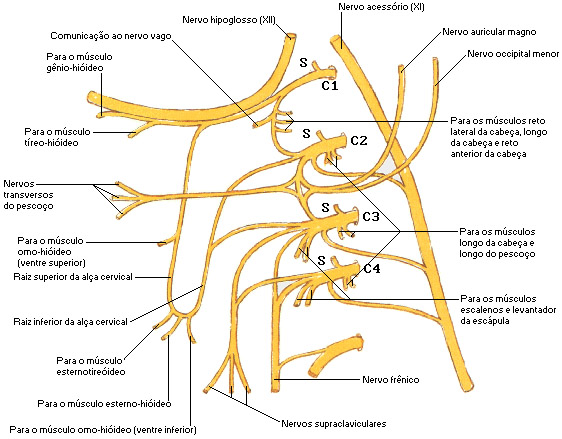 Nervo acessório (XI)
Nervo hipoglosso (XII)
Nervo auricular magno
Comunicação ao nervo vago
Nervo occipital menor
Para o músculo
gênio-hióideo
S
C1
Para o músculo
tíreo-hióideo
Para os músculos reto
lateral da cabeça, longo
da cabeça e reto
anterior da cabeça
S
C2
Nervos
transversos
do pescoço
S
C3
Para o músculo
omo-hióideo
(ventre superior)
Para os músculos
longo da cabeça e
longo do pescoço
S
C4
Raiz superior da alça cervical
Para os músculos
escalenos e levantador
da escápula
Raiz inferior da alça cervical
Para o músculo
esternotireóideo
Nervo frênico
Para o músculo esterno-hióideo
Nervos supraclaviculares
Para o músculo omo-hióideo (ventre inferior)